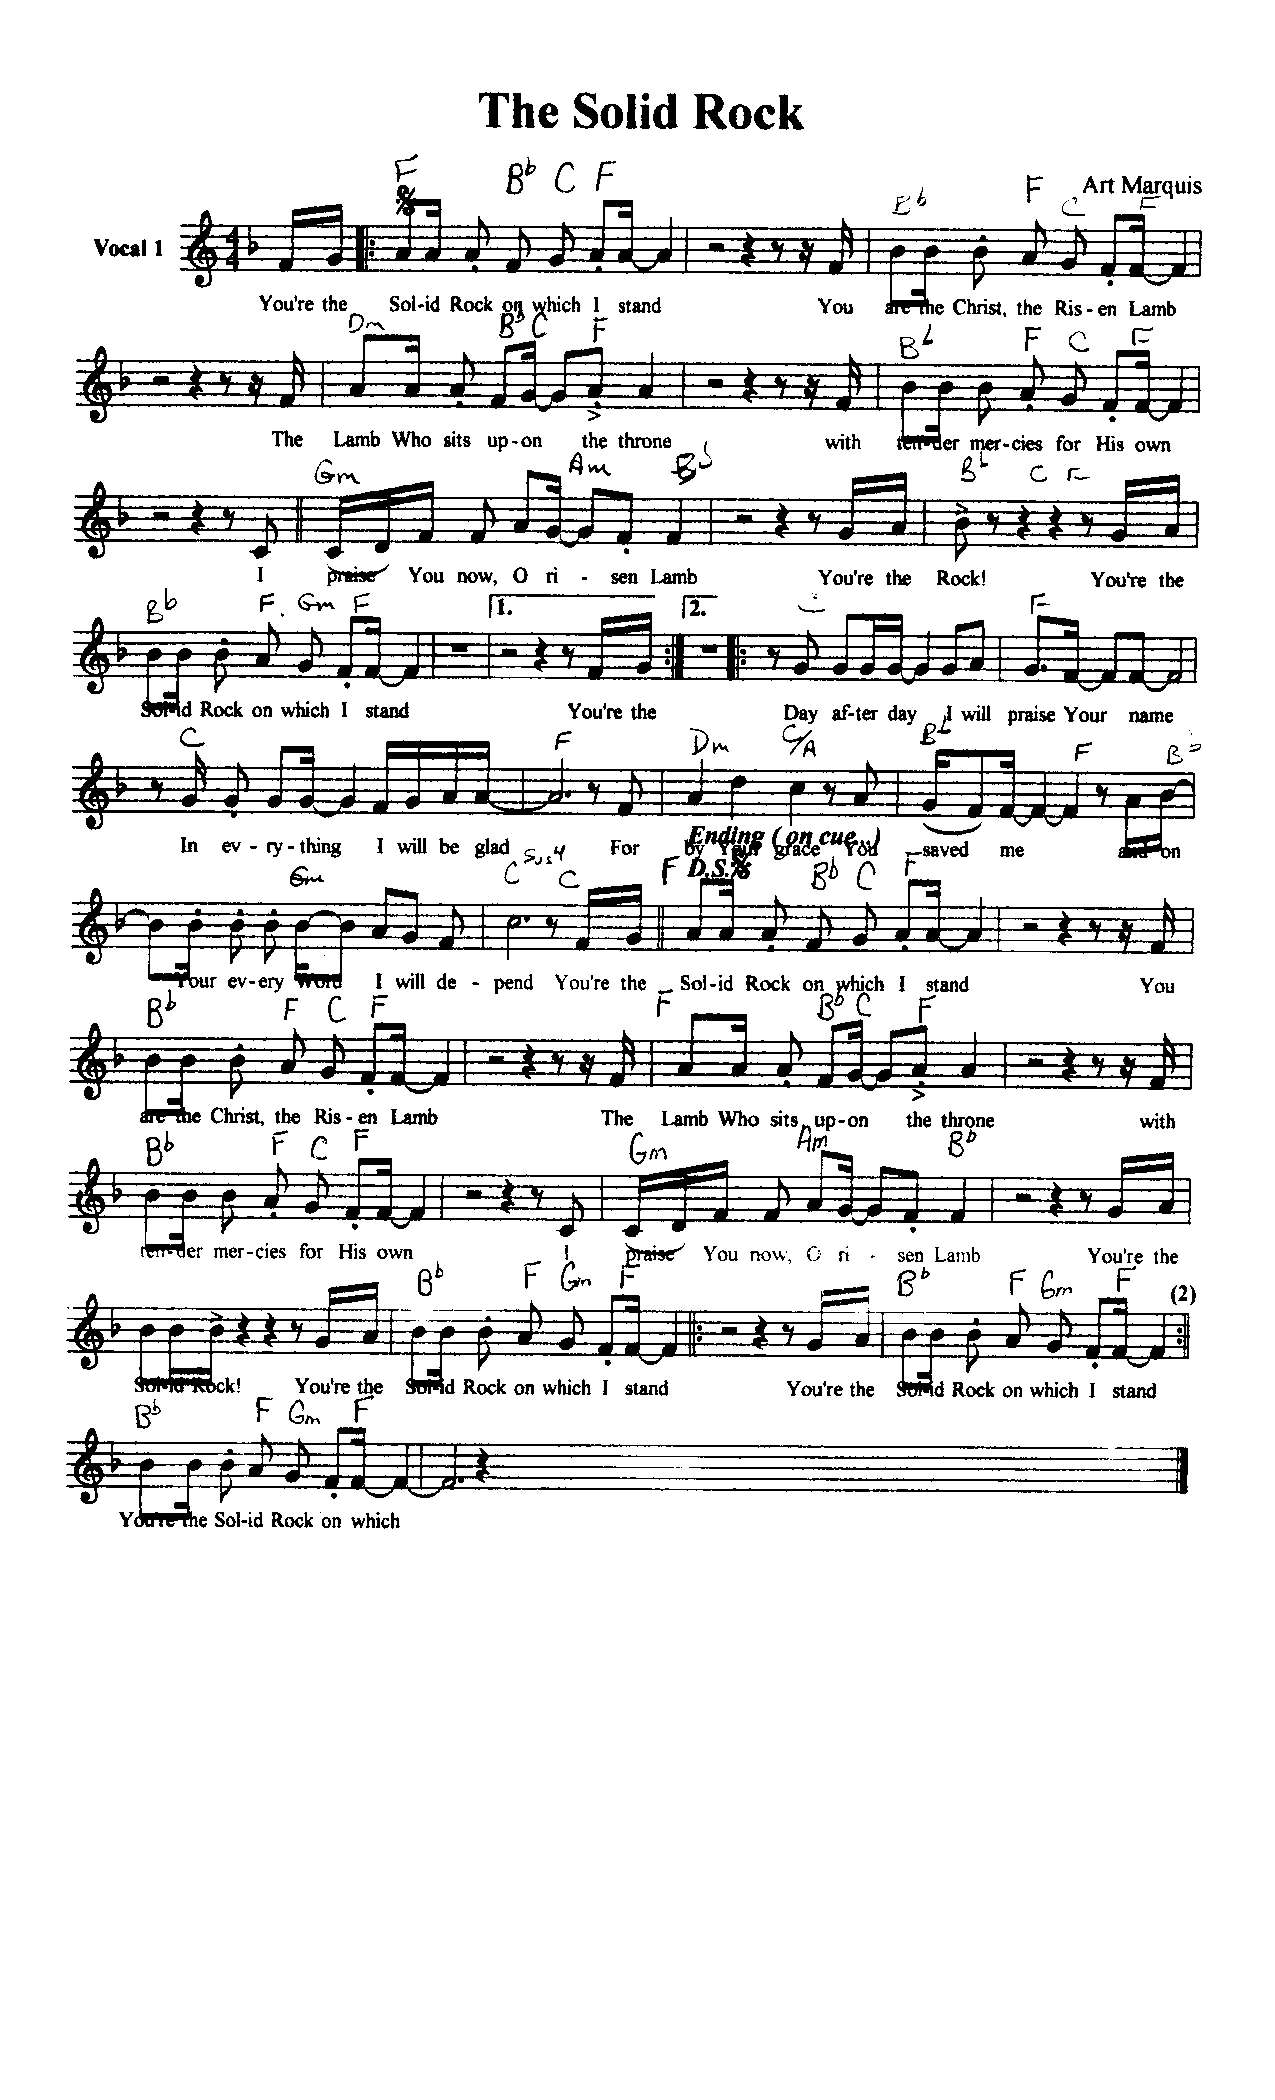 The Solid Rock
F B♭ C F B♭ F C F Art Marquis
Vocal 1
You're the Sol-id Rock on which I stand You are the Christ, the Ris-en Lamb
Dm B♭ C F B♭ F C F
The Lamb Who sits up-on the throne with ten-der mer-cies for His own
Gm Am B♭ B♭ C F
I praise You now, O ri - sen Lamb You're the Rock! You're the
B♭ F Gm F 1. 2. C F
Sol-id Rock on which I stand You're the Day af-ter day I will praise Your name
C F Dm C/A B♭ F B♭
In ev-ry-thing I will be glad For by Your grace You saved me and on
Ending (on cue...)
Gm C sus4 C F D.S. B♭ C F
Your ev-ery Word I will de - pend You're the Sol-id Rock on which I stand You
B♭ F C F F B♭ C F
are the Christ, the Ris-en Lamb The Lamb Who sits up-on the throne with
B♭ F C F Gm Am B♭
ten-der mer-cies for His own I praise You now, O ri - sen Lamb You're the
B♭ F Gm F B♭ F Gm F (2)
Sol-id Rock! You're the Sol-id Rock on which I stand You're the Sol-id Rock on which I stand
B♭ F Gm F
You're the Sol-id Rock on which